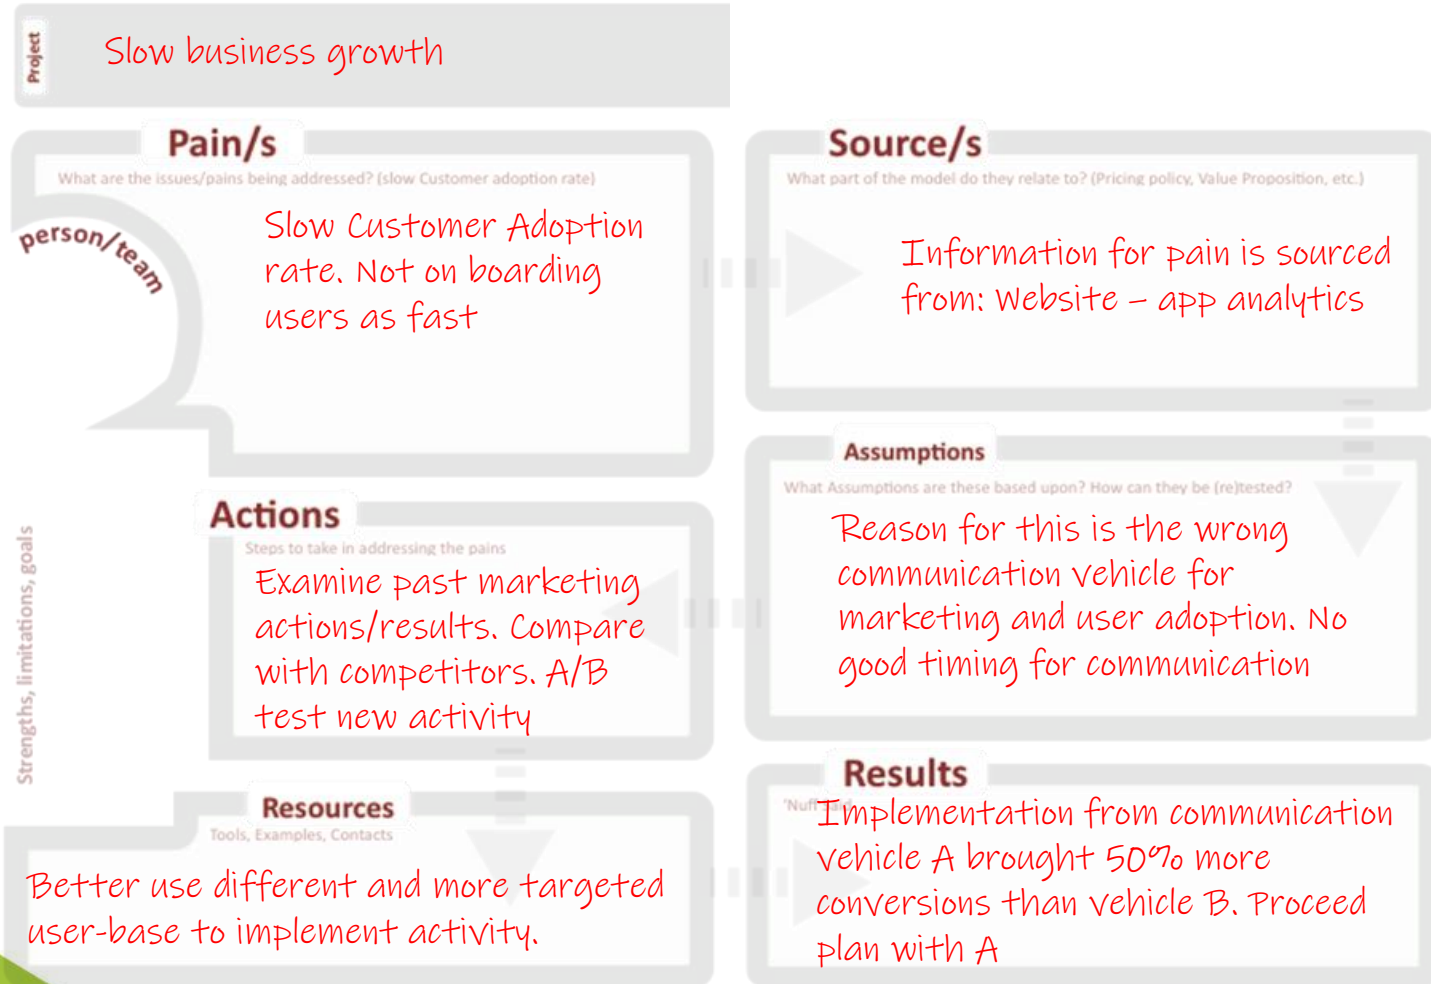 Project
Slow business growth
Pain/s
What are the issues/pains being addressed? (slow Customer adoption rate)
person/team
Slow Customer Adoption
rate. Not on boarding
users as fast
Source/s
What part of the model do they relate to? (Pricing policy, Value Proposition, etc.)
Information for pain is sourced
from: Website – app analytics
Assumptions
What Assumptions are these based upon? How can they be (re)tested?
Reason for this is the wrong
communication vehicle for
marketing and user adoption. No
good timing for communication
Actions
Steps to take in addressing the pains
Examine past marketing
actions/results. Compare
with competitors. A/B
test new activity
Strengths, limitations, goals
Resources
Tools, Examples, Contacts
Better use different and more targeted
user-base to implement activity.
Results
'Nuff said
Implementation from communication
vehicle A brought 50% more
conversions than vehicle B. Proceed
plan with A